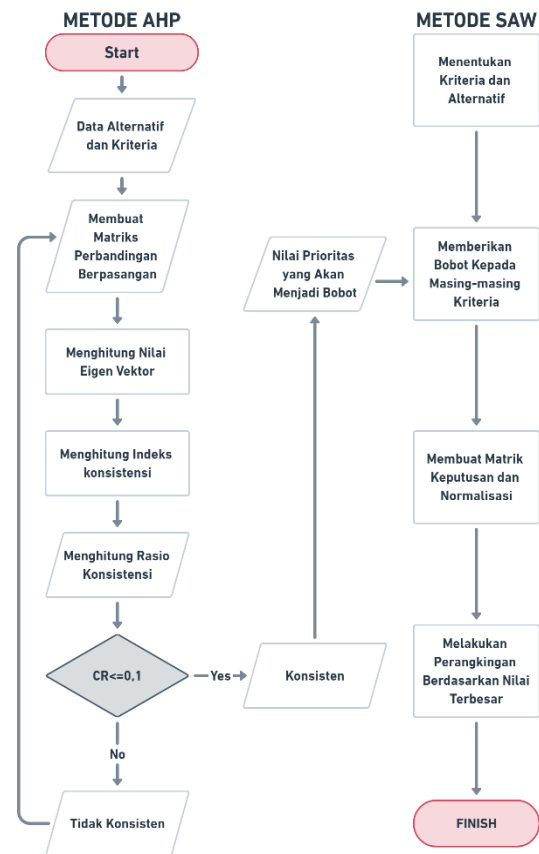 METODE AHP
Start
Data Alternatif
dan Kriteria
Membuat
Matriks
Perbandingan
Berpasangan
Menghitung Nilai
Eigen Vektor
Menghitung Indeks
konsistensi
Menghitung Rasio
Konsistensi
CR<=0,1
Yes
No
Tidak Konsisten
Konsisten
Nilai Prioritas
yang Akan
Menjadi Bobot
METODE SAW
Menentukan
Kriteria dan
Alternatif
Memberikan
Bobot Kepada
Masing-masing
Kriteria
Membuat Matrik
Keputusan dan
Normalisasi
Melakukan
Perangkingan
Berdasarkan Nilai
Terbesar
FINISH